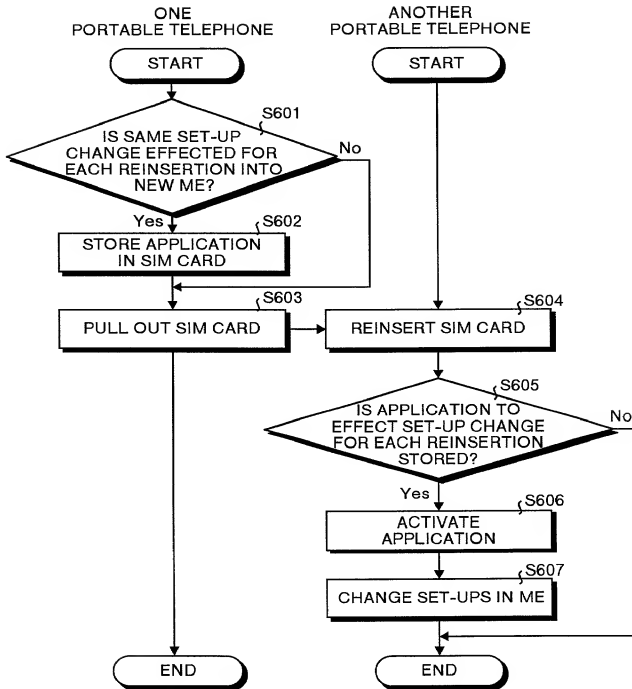 ONE
PORTABLE TELEPHONE
ANOTHER
PORTABLE TELEPHONE
START
START
S601
IS SAME SET-UP
CHANGE EFFECTED FOR
EACH REINSERTION INTO
NEW ME?
No
Yes
S602
STORE APPLICATION
IN SIM CARD
S603
PULL OUT SIM CARD
S604
REINSERT SIM CARD
S605
IS APPLICATION TO
EFFECT SET-UP CHANGE
FOR EACH REINSERTION
STORED?
No
Yes
S606
ACTIVATE
APPLICATION
S607
CHANGE SET-UPS IN ME
END
END